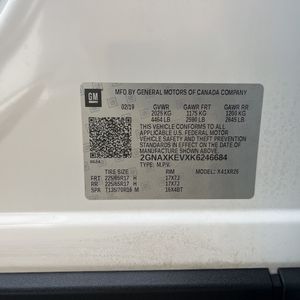 GM
MFD BY GENERAL MOTORS OF CANADA COMPANY
02/19 GVWR GAWR FRT GAWR RR
2025 KG 1175 KG 1200 KG
4464 LB 2590 LB 2645 LB
THIS VEHICLE CONFORMS TO ALL
APPLICABLE U.S. FEDERAL MOTOR
VEHICLE SAFETY AND THEFT
PREVENTION STANDARDS IN EFFECT ON
THE DATE OF MANUFACTURE SHOWN
ABOVE.
2GNAXKEVXK6246684
TYPE: M.P.V.
TIRE SIZE RIM MODEL: X41XRZ6
FRT 225/65R17 H 17X7J
RR 225/65R17 H 17X7J
SPA T135/70R16 M 16X4BT